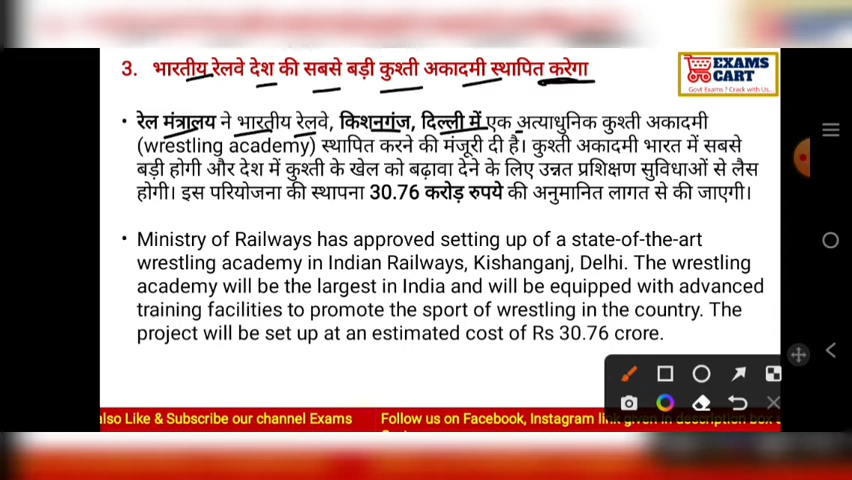 3. भारतीय रेलवे देश की सबसे बड़ी कुश्ती अकादमी स्थापित करेगा
EXAMS
CART
Govt Exams ? Crack with Us...
• रेल मंत्रालय ने भारतीय रेलवे, किशनगंज, दिल्ली में एक अत्याधुनिक कुश्ती अकादमी
(wrestling academy) स्थापित करने की मंजूरी दी है। कुश्ती अकादमी भारत में सबसे
बड़ी होगी और देश में कुश्ती के खेल को बढ़ावा देने के लिए उन्नत प्रशिक्षण सुविधाओं से लैस
होगी। इस परियोजना की स्थापना 30.76 करोड़ रुपये की अनुमानित लागत से की जाएगी।
• Ministry of Railways has approved setting up of a state-of-the-art
wrestling academy in Indian Railways, Kishanganj, Delhi. The wrestling
academy will be the largest in India and will be equipped with advanced
training facilities to promote the sport of wrestling in the country. The
project will be set up at an estimated cost of Rs 30.76 crore.
also Like & Subscribe our channel Exams
Follow us on Facebook, Instagram link given in description box